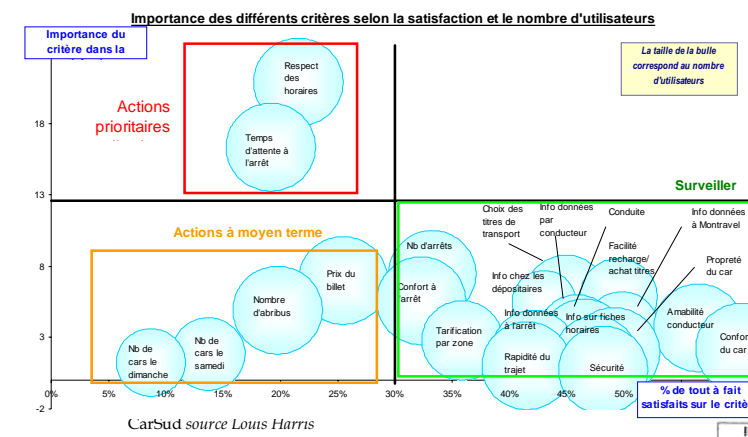 Importance des différents critères selon la satisfaction et le nombre d'utilisateurs
Importance du
critère dans la
La taille de la bulle
correspond au nombre
d'utilisateurs
Respect
des
horaires
Actions
prioritaires
18
Temps
d'attente à
l'arrêt
13
Surveiller
Actions à moyen terme
Choix des
titres de
transport
Info données
par
conducteur
Conduite
Info données
à Montravel
Nb d'arrêts
Facilité
recharge/
achat titres
Propreté
du car
8
Prix du
billet
Info chez les
dépositaires
Confort à
l'arrêt
Nombre
d'abribus
Info données
à l'arrêt
Info sur fiches
horaires
Amabilité
conducteur
3
Tarification
par zone
Confort
du car
Nb de
cars le
dimanche
Nb de
cars le
samedi
Rapidité du
trajet
Sécurité
-2
0%
5%
10%
15%
20%
25%
30%
35%
40%
45%
50%
% de tout à fait
satisfaits sur le critè
CarSud source Louis Harris